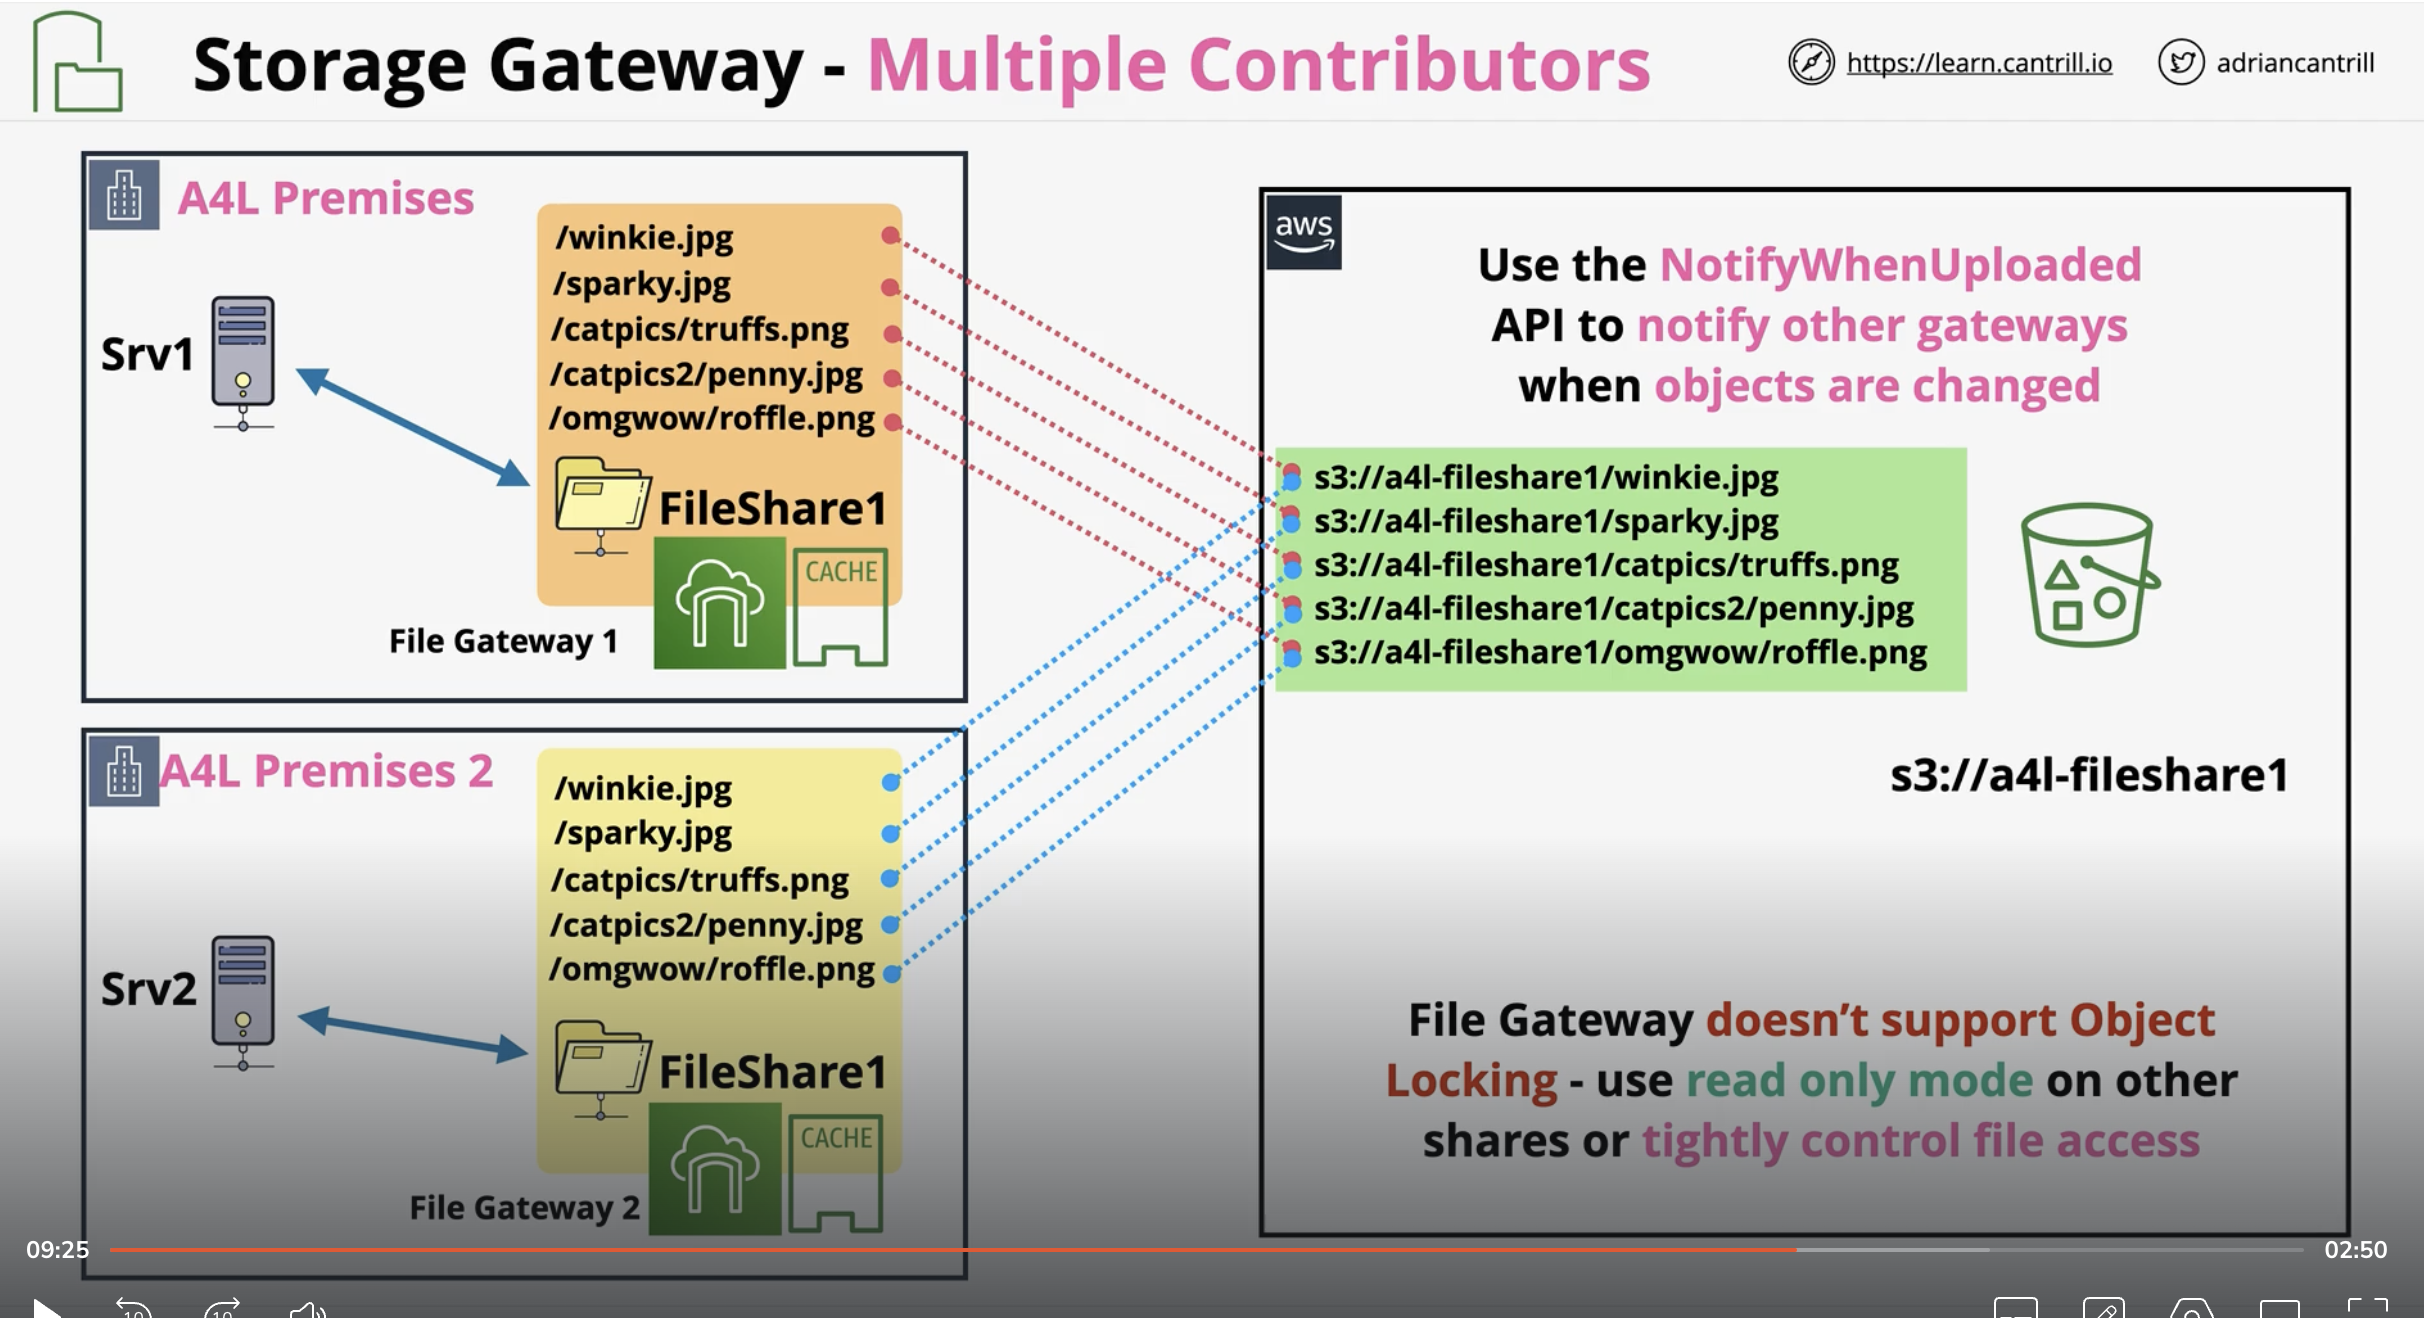 Storage Gateway - Multiple Contributors
https://learn.cantrill.io
adriancantrill
A4L Premises
/winkie.jpg
/sparky.jpg
/catpics/truffs.png
/catpics2/penny.jpg
/omgwow/roffle.png
Srv1
FileShare1
CACHE
File Gateway 1
A4L Premises 2
/winkie.jpg
/sparky.jpg
/catpics/truffs.png
/catpics2/penny.jpg
/omgwow/roffle.png
Srv2
FileShare1
CACHE
File Gateway 2
aws
Use the NotifyWhenUploaded
API to notify other gateways
when objects are changed
s3://a4l-fileshare1/winkie.jpg
s3://a4l-fileshare1/sparky.jpg
s3://a4l-fileshare1/catpics/truffs.png
s3://a4l-fileshare1/catpics2/penny.jpg
s3://a4l-fileshare1/omgwow/roffle.png
s3://a4l-fileshare1
File Gateway doesn’t support Object
Locking - use read only mode on other
shares or tightly control file access
09:25
02:50
10
10